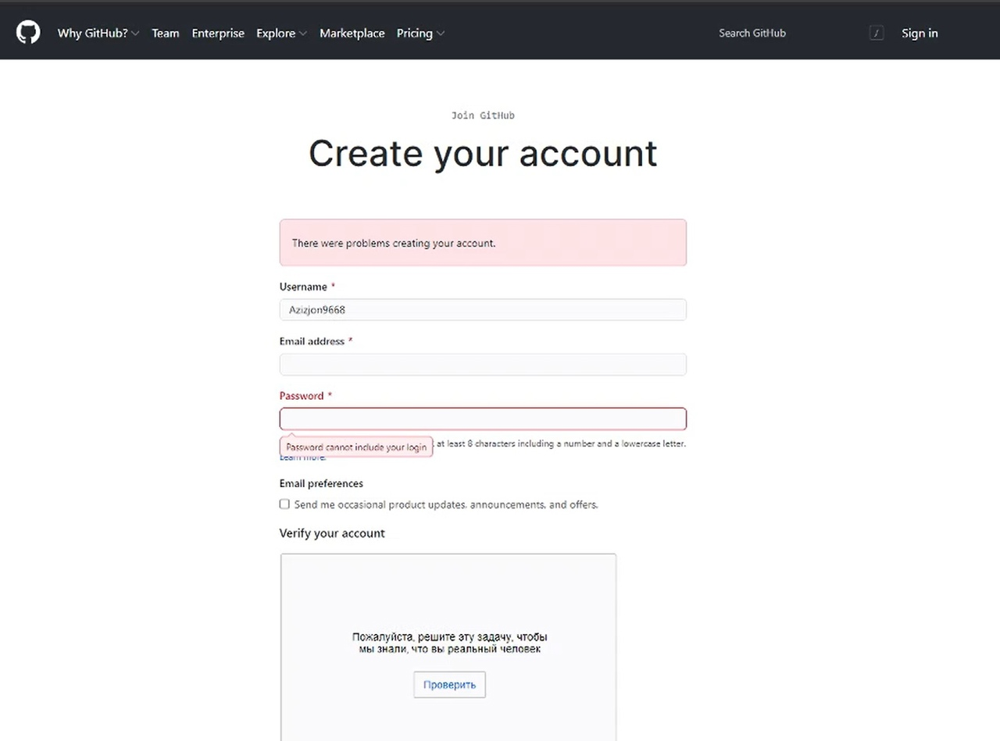 Why GitHub? Team Enterprise Explore Marketplace Pricing Search GitHub / Sign in
Join GitHub
Create your account
There were problems creating your account.
Username *
Azizjon9668
Email address *
Password *
Password cannot include your login at least 8 characters including a number and a lowercase letter.
Learn more.
Email preferences
Send me occasional product updates, announcements, and offers.
Verify your account
Пожалуйста, решите эту задачу, чтобы
мы знали, что вы реальный человек
Проверить